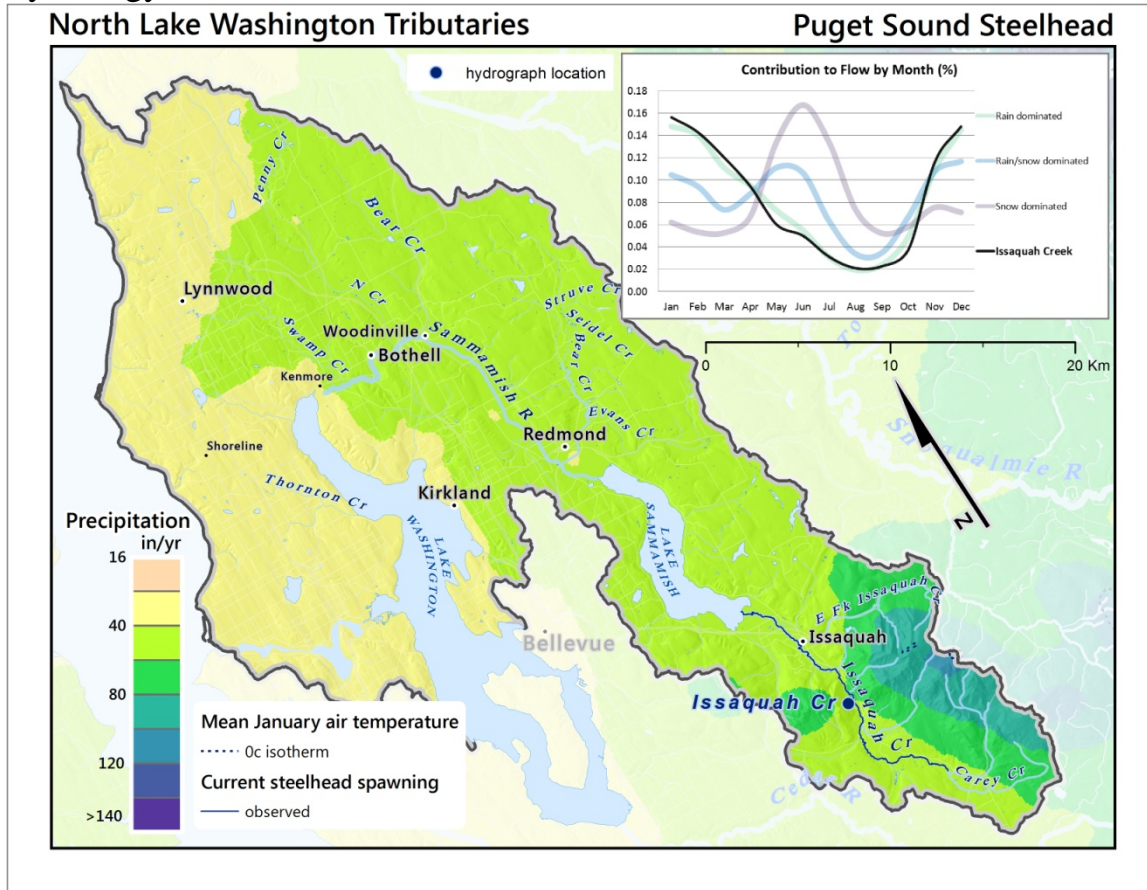 North Lake Washington Tributaries
Puget Sound Steelhead
hydrograph location
Contribution to Flow by Month (%)
0.18
0.16
0.14
0.12
0.10
0.08
0.06
0.04
0.02
0.00
Jan Feb Mar Apr May Jun Jul Aug Sep Oct Nov Dec
Rain dominated
Rain/snow dominated
Snow dominated
Issaquah Creek
0 10 20 Km
N
Penny Cr
Bear Cr
Lynnwood
N Cr
Swamp Cr
Woodinville
Bothell
Sammamish R
Struve Cr
Seidel Cr
Bear Cr
Evans Cr
Kenmore
Shoreline
Redmond
Thornton Cr
Kirkland
LAKE
WASHINGTON
LAKE
SAMMAMISH
Snoqualmie R
To
Bellevue
E Fk Issaquah Cr
Issaquah
Issaquah Cr
Issaquah Cr
Carey Cr
Cedar R
Precipitation
in/yr
16
40
80
120
>140
Mean January air temperature
0c isotherm
Current steelhead spawning
observed